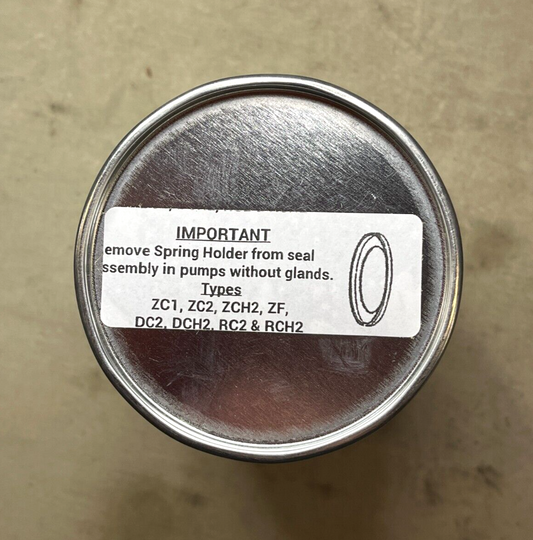 IMPORTANT
emove Spring Holder from seal
ssembly in pumps without glands.
Types
ZC1, ZC2, ZCH2, ZF,
DC2, DCH2, RC2 & RCH2